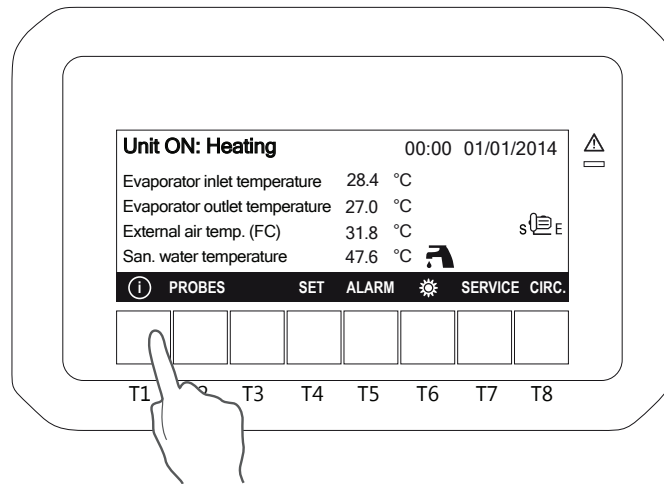 Unit ON: Heating 00:00 01/01/2014
Evaporator inlet temperature 28.4 °C
Evaporator outlet temperature 27.0 °C
External air temp. (FC) 31.8 °C
S E
San. water temperature 47.6 °C
i PROBES SET ALARM SERVICE CIRC.
T1 T3 T4 T5 T6 T7 T8